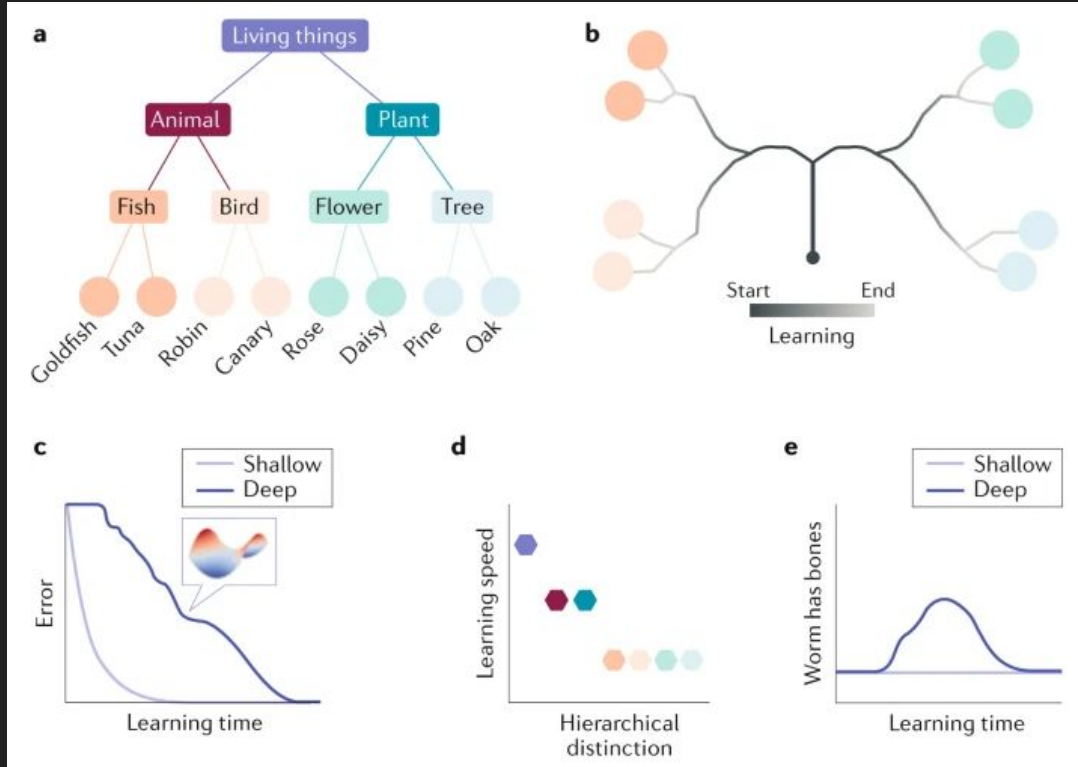 a
Living things
Animal
Plant
Fish
Bird
Flower
Tree
Goldfish
Tuna
Robin
Canary
Rose
Daisy
Pine
Oak
b
Start
End
Learning
c
Shallow
Deep
Error
Learning time
d
Learning speed
Hierarchical
distinction
e
Shallow
Deep
Worm has bones
Learning time